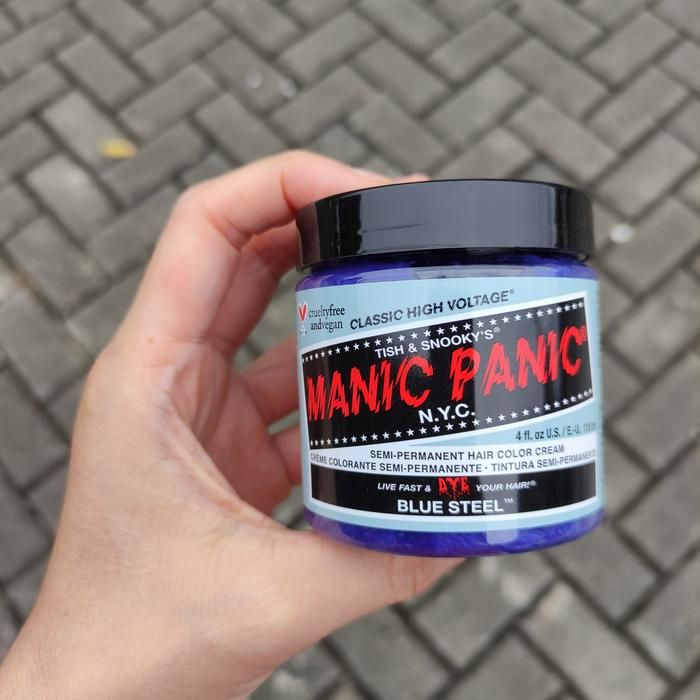 crueltyfree
andvegan
CLASSIC HIGH VOLTAGE®
TISH & SNOOKY'S®
MANIC PANIC®
N.Y.C.
4 fl. oz U.S. / E.-U.
SEMI-PERMANENT HAIR COLOR CREAM
CRÈME COLORANTE SEMI-PERMANENTE • TINTURA SEMI-PERMANENTE
LIVE FAST & DYE YOUR HAIR!®
BLUE STEEL™